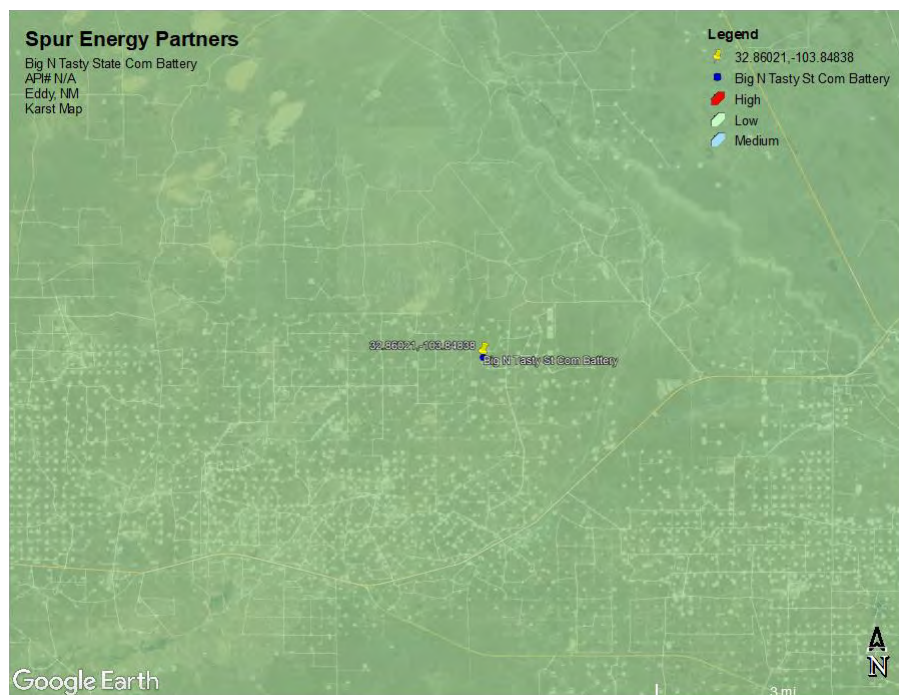 Spur Energy Partners
Big N Tasty State Com Battery
API# N/A
Eddy, NM
Karst Map
Legend
32.86021,-103.84838
Big N Tasty St Com Battery
High
Low
Medium
32.86021,-103.84838
Big N Tasty St Com Battery
N
Google Earth
3 mi